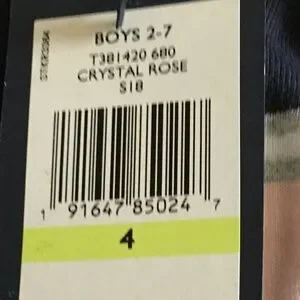 BOYS 2-7
T381420 680
CRYSTAL ROSE
S18
1 91647 85024 7
4